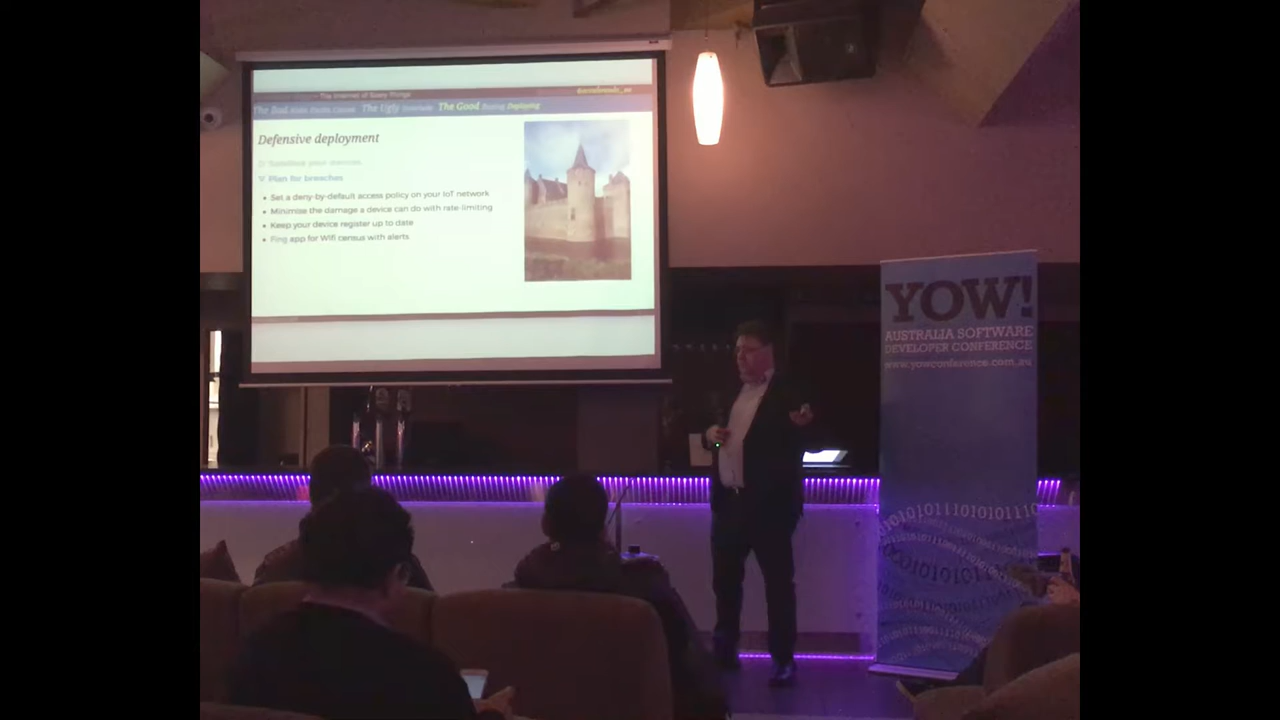 The Internet of Scary Things
The Bad The Ugly The Good Buying Deploying
Defensive deployment
Plan for breaches
Set a deny-by-default access policy on your IoT network
Minimise the damage a device can do with rate-limiting
Keep your device register up to date
Fing app for Wifi census with alerts
YOW!
AUSTRALIA SOFTWARE
DEVELOPER CONFERENCE
www.yowconference.com.au